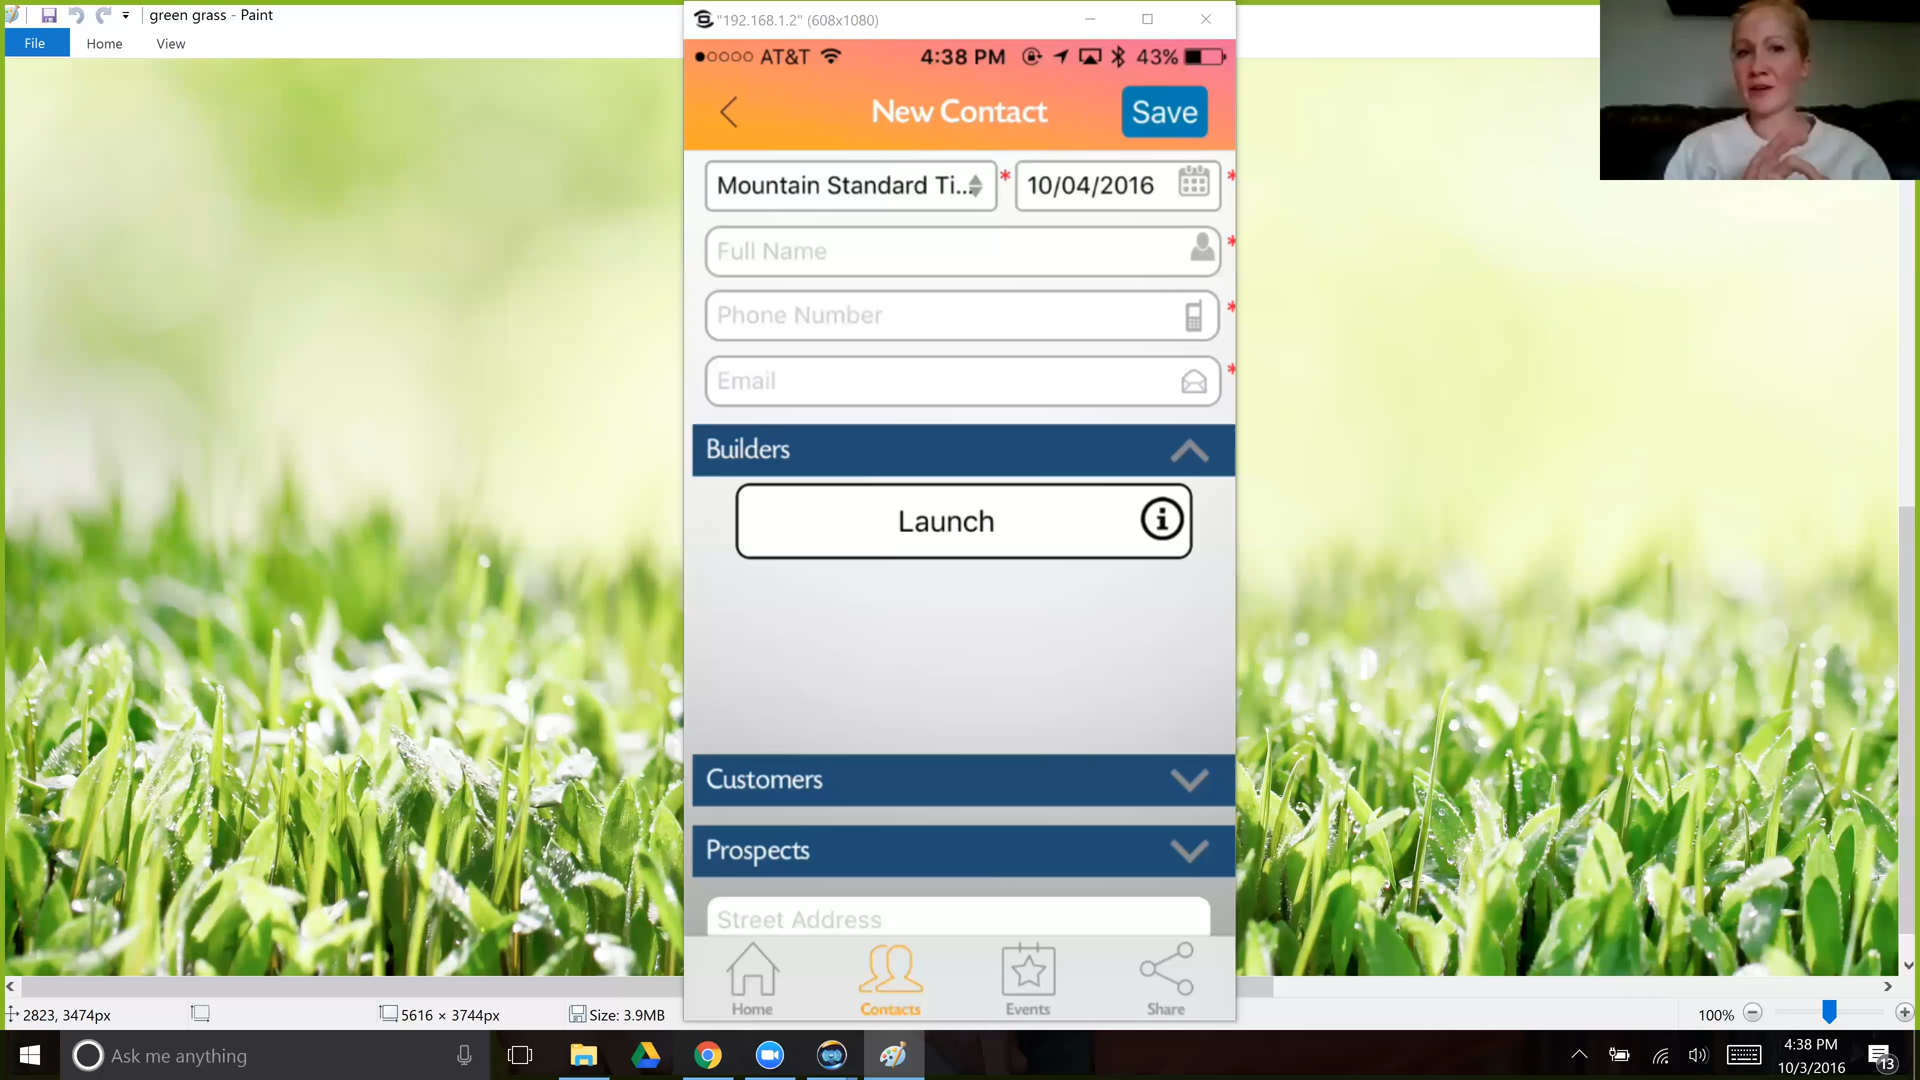 green grass - Paint
File Home View
"192.168.1.2" (608x1080)
AT&T 4:38 PM 43%
New Contact
Save
Mountain Standard Ti... * 10/04/2016 *
Full Name *
Phone Number *
Email *
Builders
Launch
Customers
Prospects
Street Address
Home Contacts Events Share
2823, 3474px 5616 × 3744px Size: 3.9MB 100%
Ask me anything
4:38 PM
10/3/2016
13